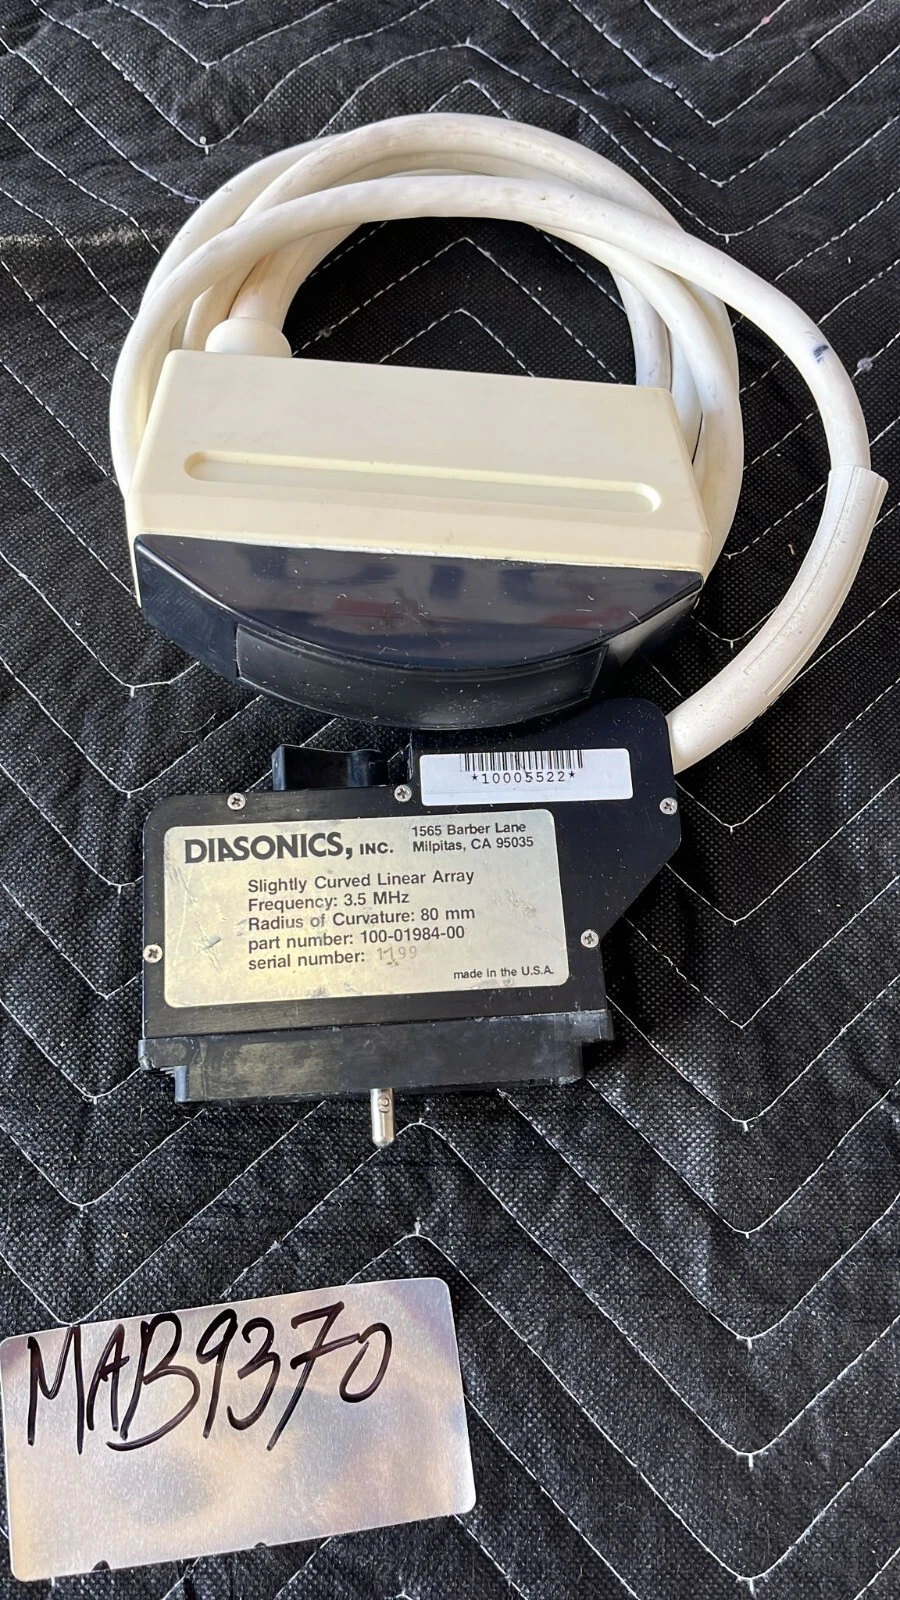 *10005522*
DIASONICS, INC.
1565 Barber Lane
Milpitas, CA 95035
Slightly Curved Linear Array
Frequency: 3.5 MHz
Radius of Curvature: 80 mm
part number: 100-01984-00
serial number: 1199
made in the U.S.A.
MAB9370